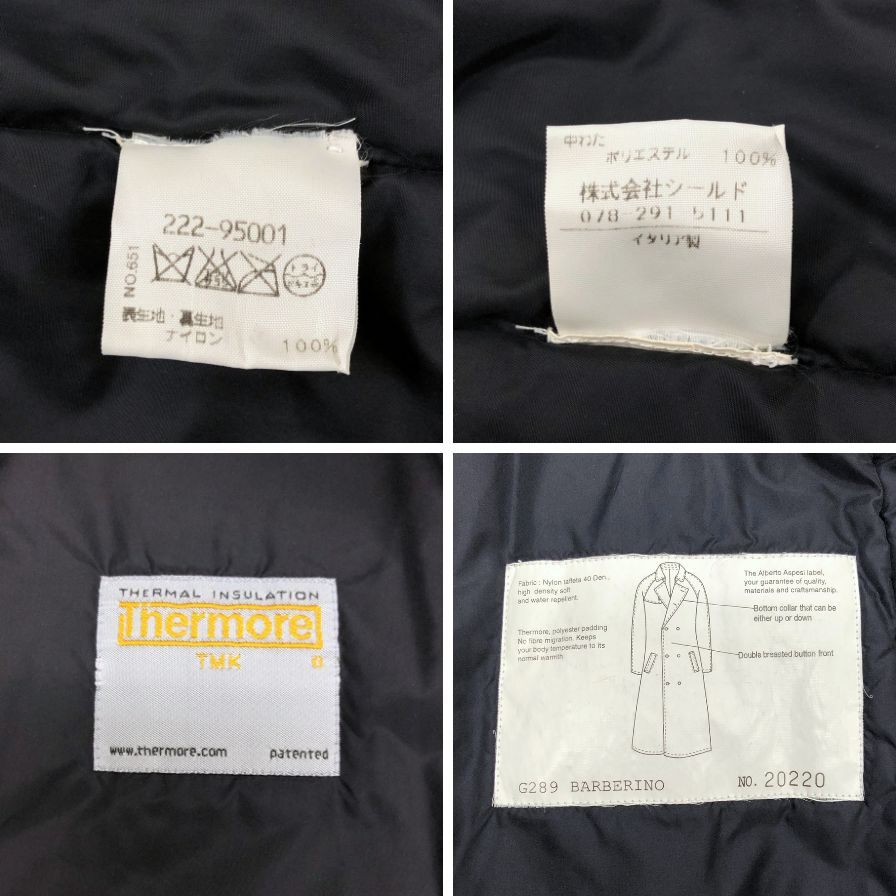 222-95001
NO.651
ドライ
表生地・裏生地
ナイロン
100%
中わた
ポリエステル 100%
株式会社シールド
078-291 5111
イタリア製
THERMAL INSULATION
Thermore
TMK
www.thermore.com patented
Fabric : Nylon taffeta 40 Den.,
high density soft
and water repellent.
Thermore, polyester padding
No fibre migration. Keeps
your body temperature to its
normal warmth.
The Alberto Aspesi label,
your guarantee of quality,
materials and craftsmanship.
Bottom collar that can be
either up or down
Double breasted button front
G289 BARBERINO NO. 20220